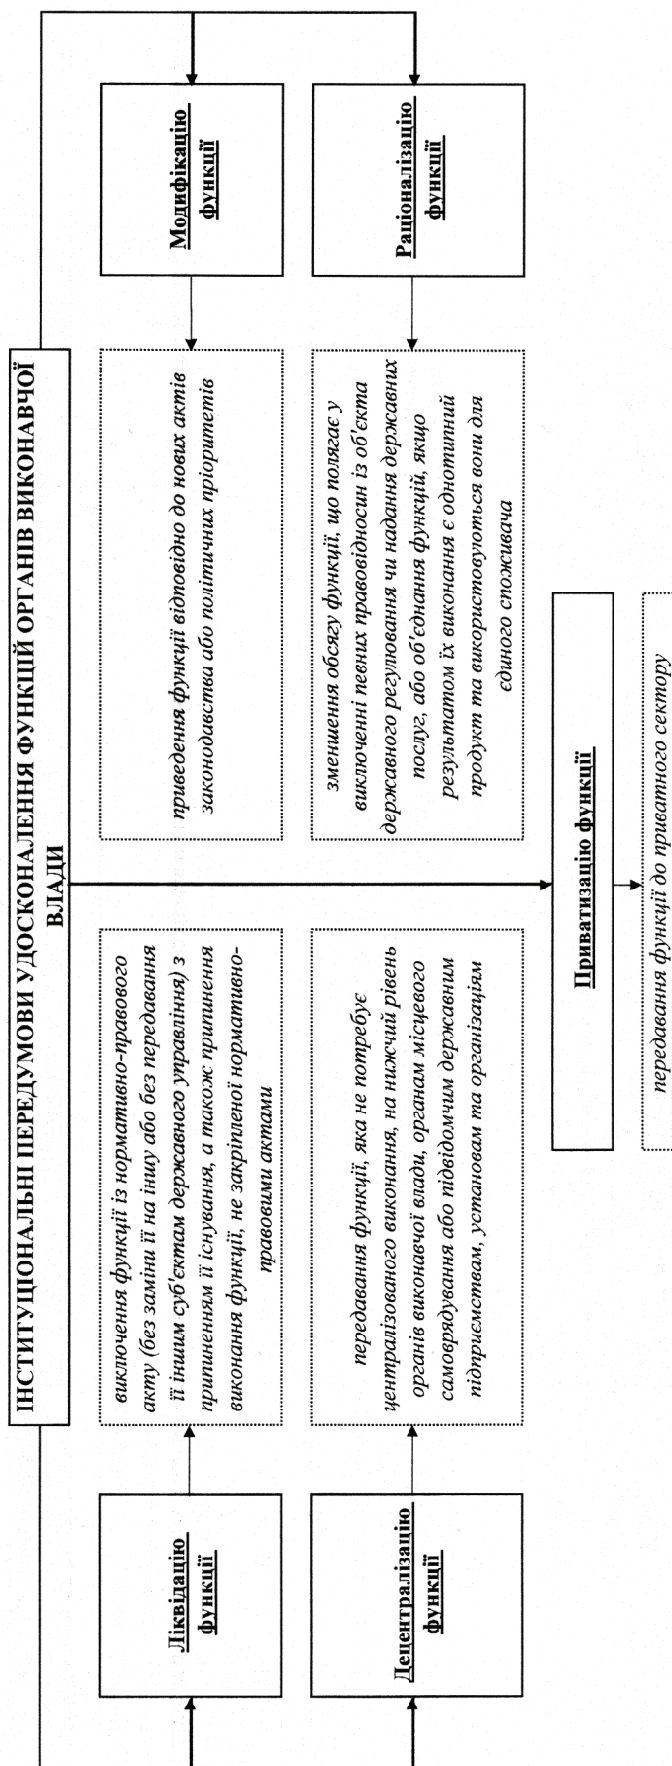 ІНСТИТУЦІОНАЛЬНІ ПЕРЕДУМОВИ УДОСКОНАЛЕННЯ ФУНКЦІЙ ОРГАНІВ ВИКОНАВЧОЇ
ВЛАДИ
Ліквідацію
функції
виключення функції із нормативно-правового
акту (без заміни її на іншу або без передавання
її іншим суб'єктам державного управління) з
припиненням її існування, а також припинення
виконання функції, не закріпленої нормативно-
правовими актами
приведення функції відповідно до нових актів
законодавства або політичних пріоритетів
Модифікацію
функції
Децентралізацію
функції
передавання функції, яка не потребує
централізованого виконання, на нижчий рівень
органів виконавчої влади, органам місцевого
самоврядування або підвідомчим державним
підприємствам, установам та організаціям
зменшення обсягу функції, що полягає у
виключенні певних правовідносин із об'єкта
державного регулювання чи надання державних
послуг, або об'єднання функцій, якщо
результатом їх виконання є однотипний
продукт та використовуються вони для
єдиного споживача
Раціоналізацію
функції
Приватизацію функції
передавання функції до приватного сектору